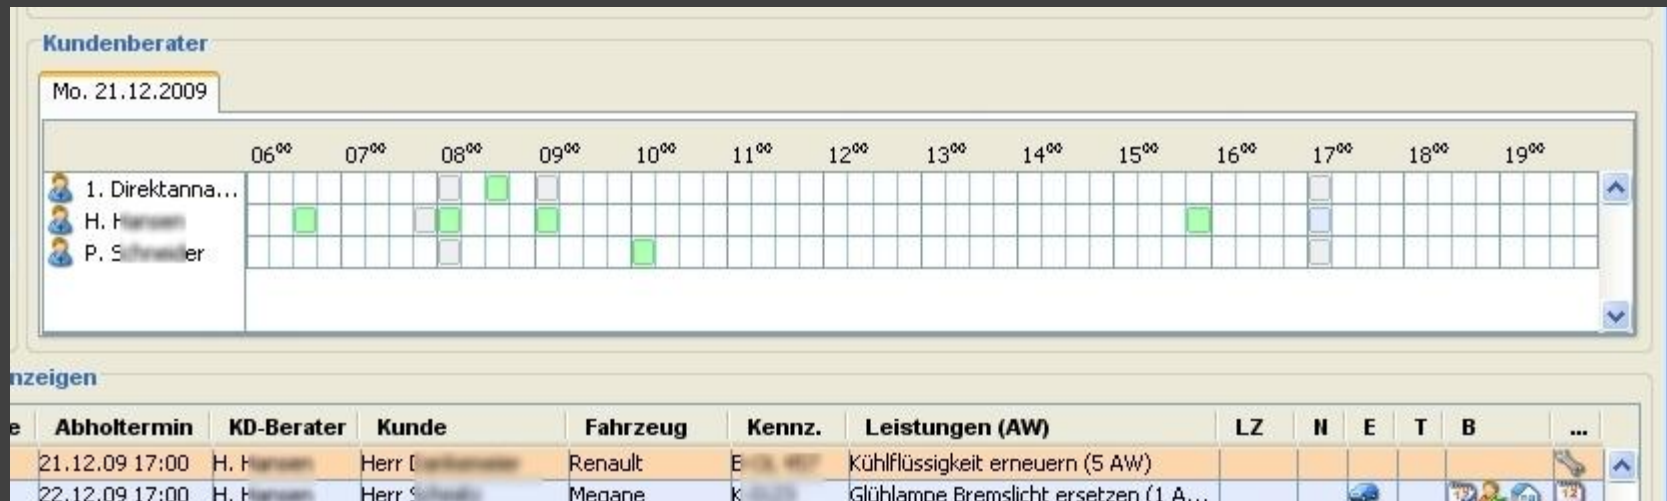 Kundenberater
Mo. 21.12.2009
06⁰⁰ 07⁰⁰ 08⁰⁰ 09⁰⁰ 10⁰⁰ 11⁰⁰ 12⁰⁰ 13⁰⁰ 14⁰⁰ 15⁰⁰ 16⁰⁰ 17⁰⁰ 18⁰⁰ 19⁰⁰
1. Direktanna...
H.
P.
nzeigen
e Abholtermin KD-Berater Kunde Fahrzeug Kennz. Leistungen (AW) LZ N E T B ...
21.12.09 17:00 H. Herr Renault Kühlflüssigkeit erneuern (5 AW)
22.12.09 17:00 H. Herr Megane Glühlampe Bremslicht ersetzen (1 A...